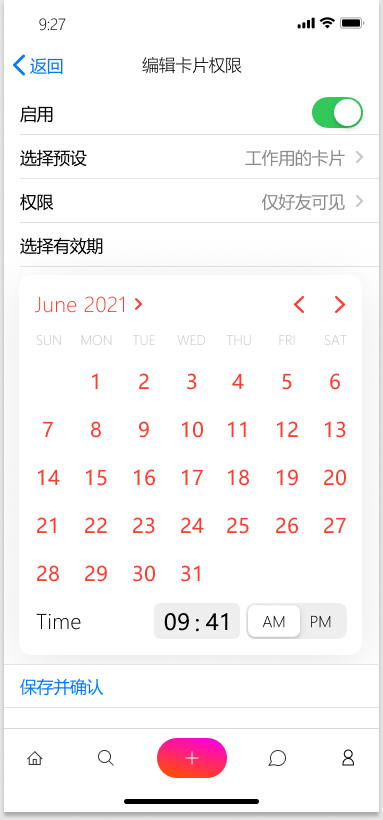 9:27
返回 编辑卡片权限
启用
选择预设 工作用的卡片
权限 仅好友可见
选择有效期
June 2021
SUN MON TUE WED THU FRI SAT
1 2 3 4 5 6
7 8 9 10 11 12 13
14 15 16 17 18 19 20
21 22 23 24 25 26 27
28 29 30 31
Time 09:41 AM PM
保存并确认